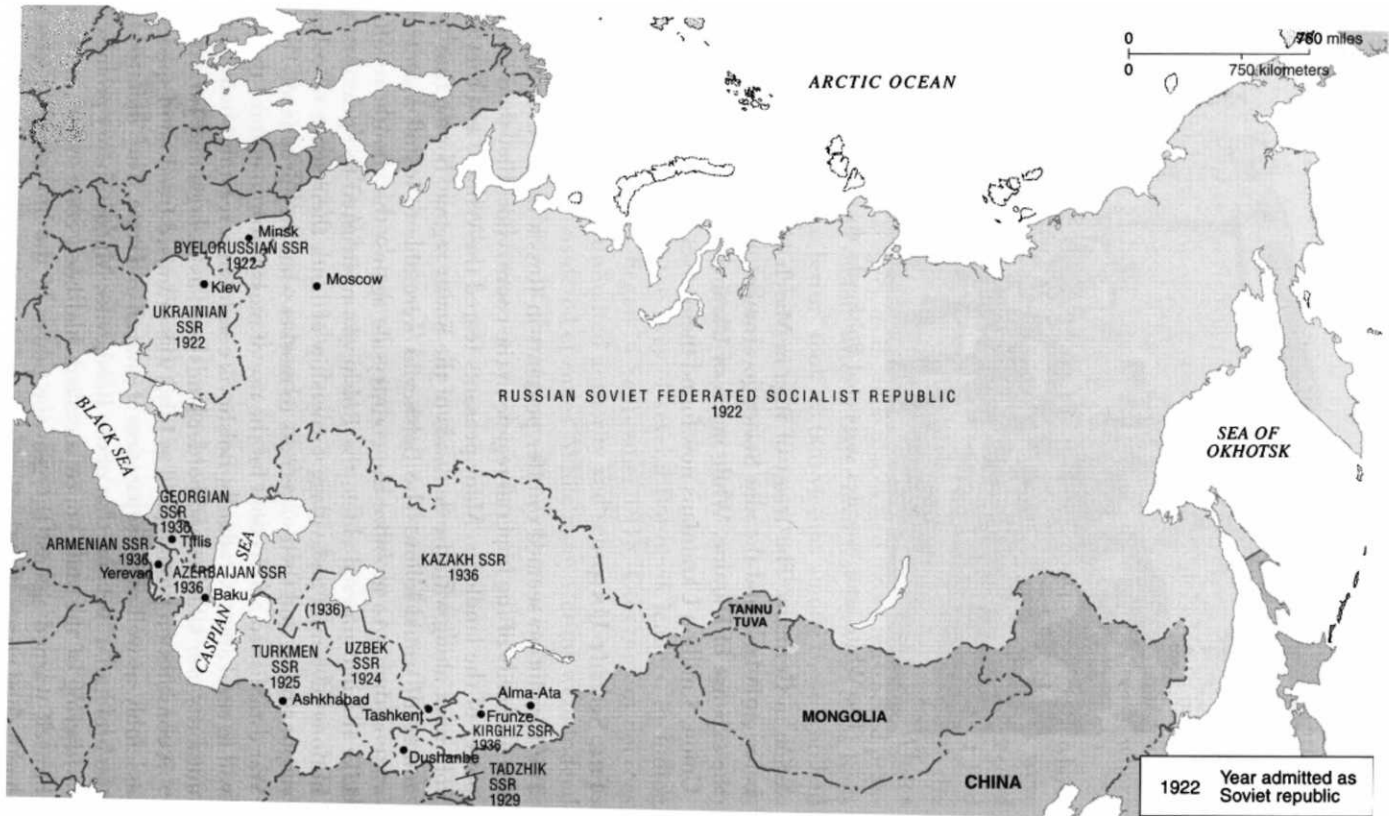 0 750 miles
0 750 kilometers
ARCTIC OCEAN
Minsk
BYELORUSSIAN SSR
1922
Kiev
Moscow
UKRAINIAN
SSR
1922
RUSSIAN SOVIET FEDERATED SOCIALIST REPUBLIC
1922
BLACK SEA
SEA OF
OKHOTSK
GEORGIAN
SSR
1936
Tiflis
ARMENIAN SSR
1936
Yerevan
AZERBAIJAN SSR
1936
Baku
CASPIAN SEA
KAZAKH SSR
1936
(1936)
TANNU
TUVA
TURKMEN
SSR
1925
UZBEK
SSR
1924
Ashkhabad
Tashkent
Alma-Ata
Frunze
KIRGHIZ SSR
1936
Dushanbe
TADZHIK
SSR
1929
MONGOLIA
CHINA
1922 Year admitted as
Soviet republic